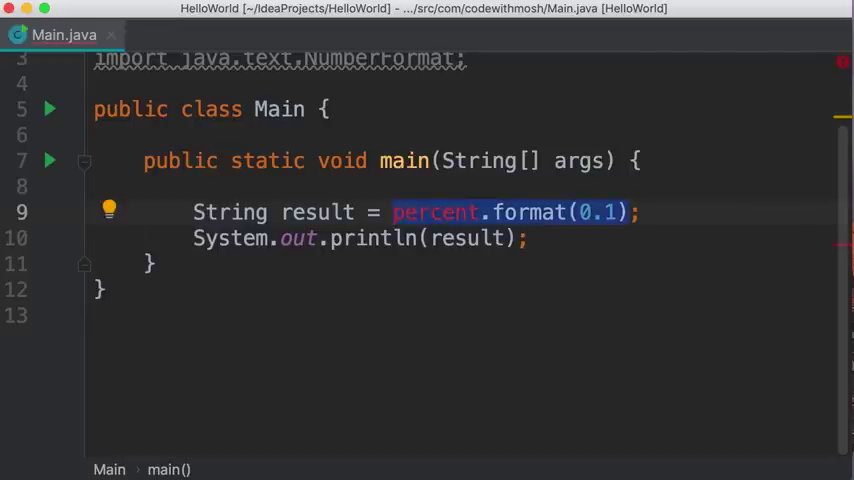 HelloWorld [~/IdeaProjects/HelloWorld] - .../src/com/codewithmosh/Main.java [HelloWorld]
Main.java
3 import java.text.NumberFormat;
4
5 public class Main {
6
7 public static void main(String[] args) {
8
9 String result = percent.format(0.1);
10 System.out.println(result);
11 }
12 }
13
Main › main()